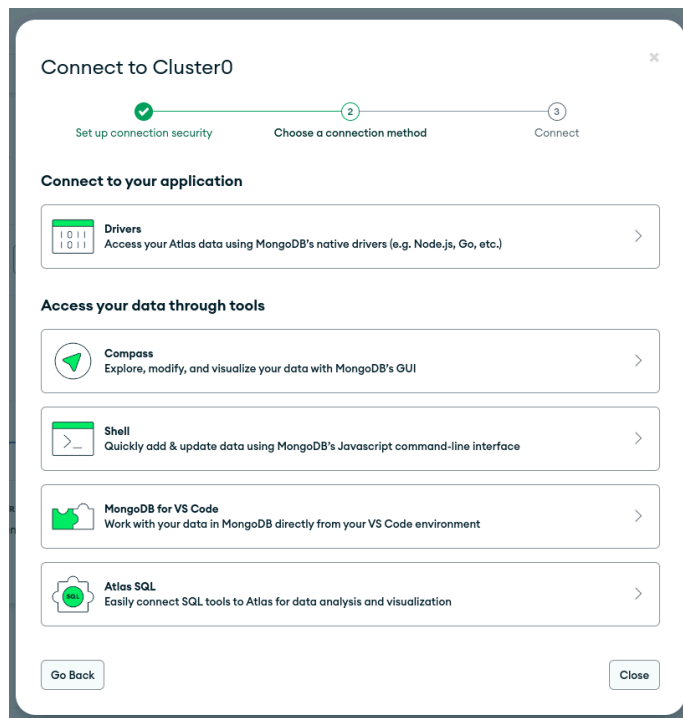 Connect to Cluster0
2
3
Set up connection security
Choose a connection method
Connect
Connect to your application
1011
1011
Drivers
Access your Atlas data using MongoDB's native drivers (e.g. Node.js, Go, etc.)
Access your data through tools
Compass
Explore, modify, and visualize your data with MongoDB's GUI
>_
Shell
Quickly add & update data using MongoDB's Javascript command-line interface
MongoDB for VS Code
Work with your data in MongoDB directly from your VS Code environment
SQL
Atlas SQL
Easily connect SQL tools to Atlas for data analysis and visualization
Go Back
Close